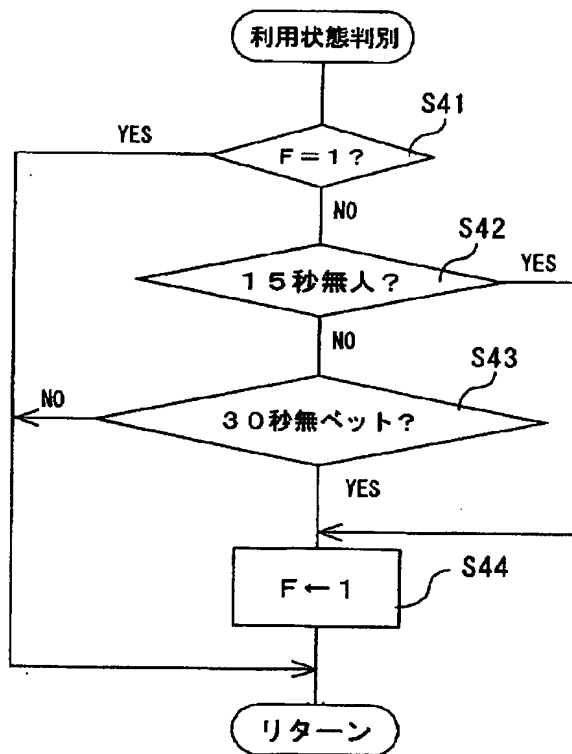 利用状態判別
S41
YES
F=1?
NO
S42
15秒無人?
YES
NO
S43
NO
30秒無ベット?
YES
S44
F←1
リターン